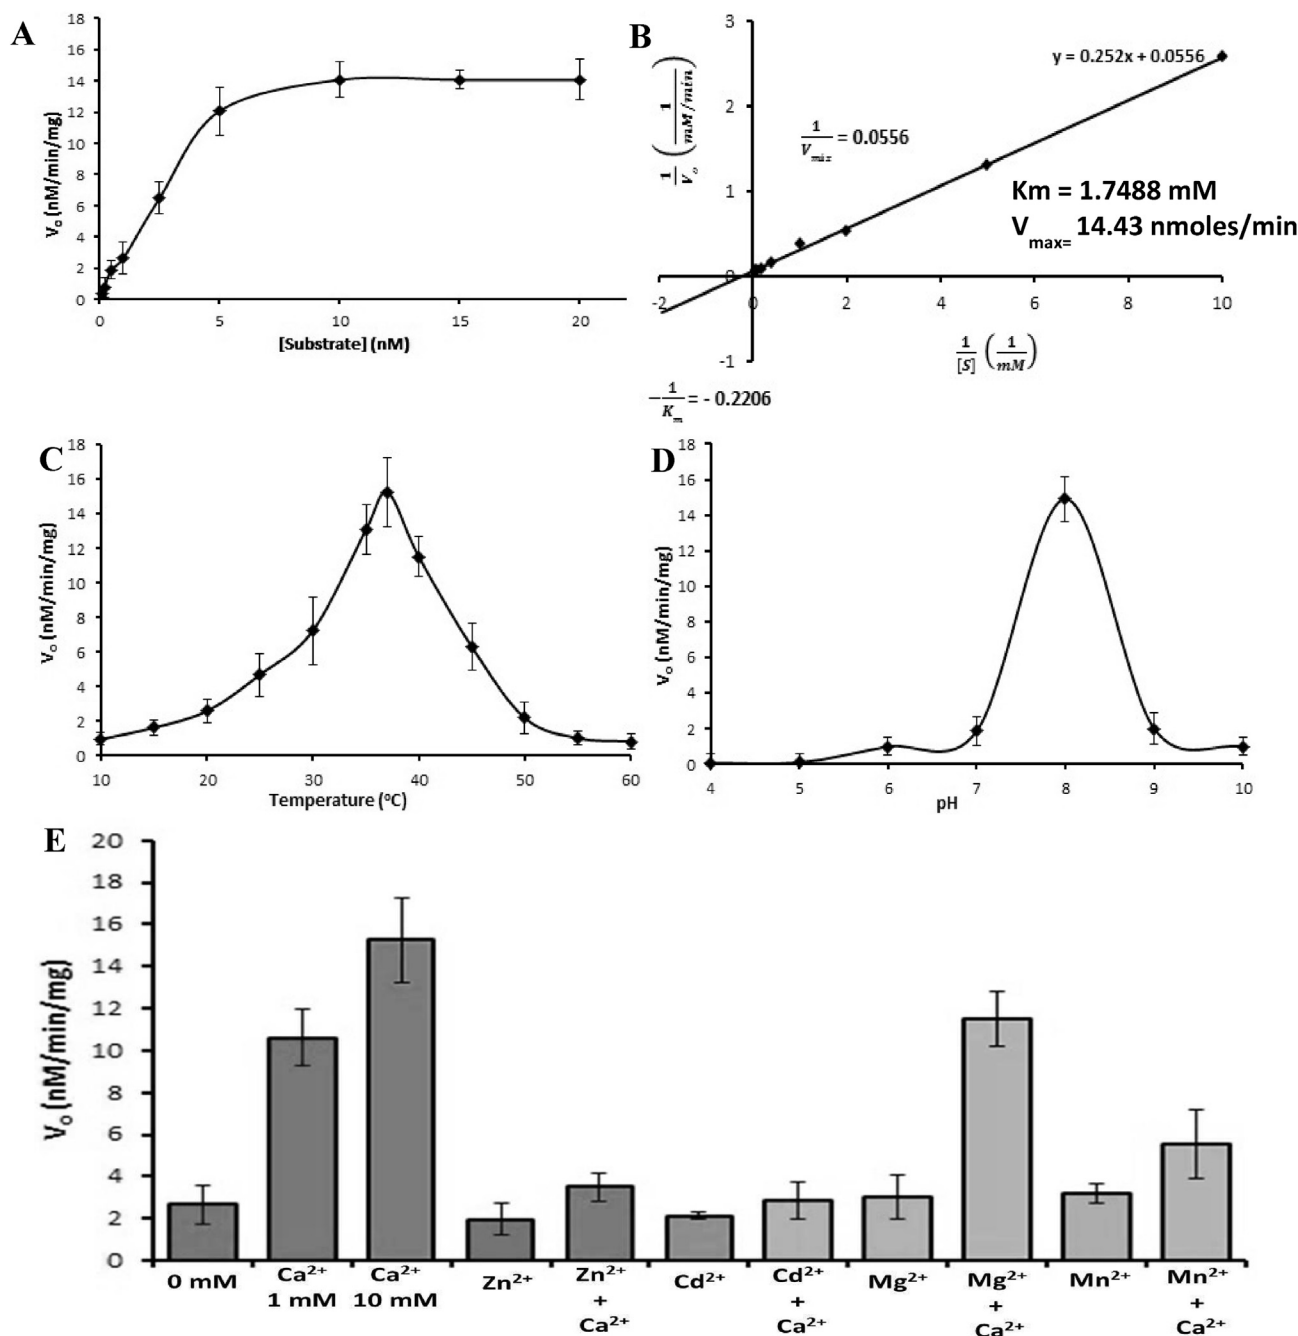 A
18
16
14
12
10
8
6
4
2
0
V₀ (nM/min/mg)
0 5 10 15 20
[Substrate] (nM)
B
3
2
1
0
-1
-2 0 2 4 6 8 10
1/V₀ (1/mM/min)
y = 0.252x + 0.0556
1/Vmáx = 0.0556
Km = 1.7488 mM
Vmax= 14.43 nmoles/min
1/[S] (1/mM)
-1/Km = - 0.2206
C
18
16
14
12
10
8
6
4
2
0
V₀ (nM/min/mg)
10 20 30 40 50 60
Temperature (°C)
D
18
16
14
12
10
8
6
4
2
0
V₀ (nM/min/mg)
4 5 6 7 8 9 10
pH
E
20
18
16
14
12
10
8
6
4
2
0
V₀ (nM/min/mg)
0 mM
Ca²⁺
1 mM
Ca²⁺
10 mM
Zn²⁺
Zn²⁺
+
Ca²⁺
Cd²⁺
Cd²⁺
+
Ca²⁺
Mg²⁺
Mg²⁺
+
Ca²⁺
Mn²⁺
Mn²⁺
+
Ca²⁺